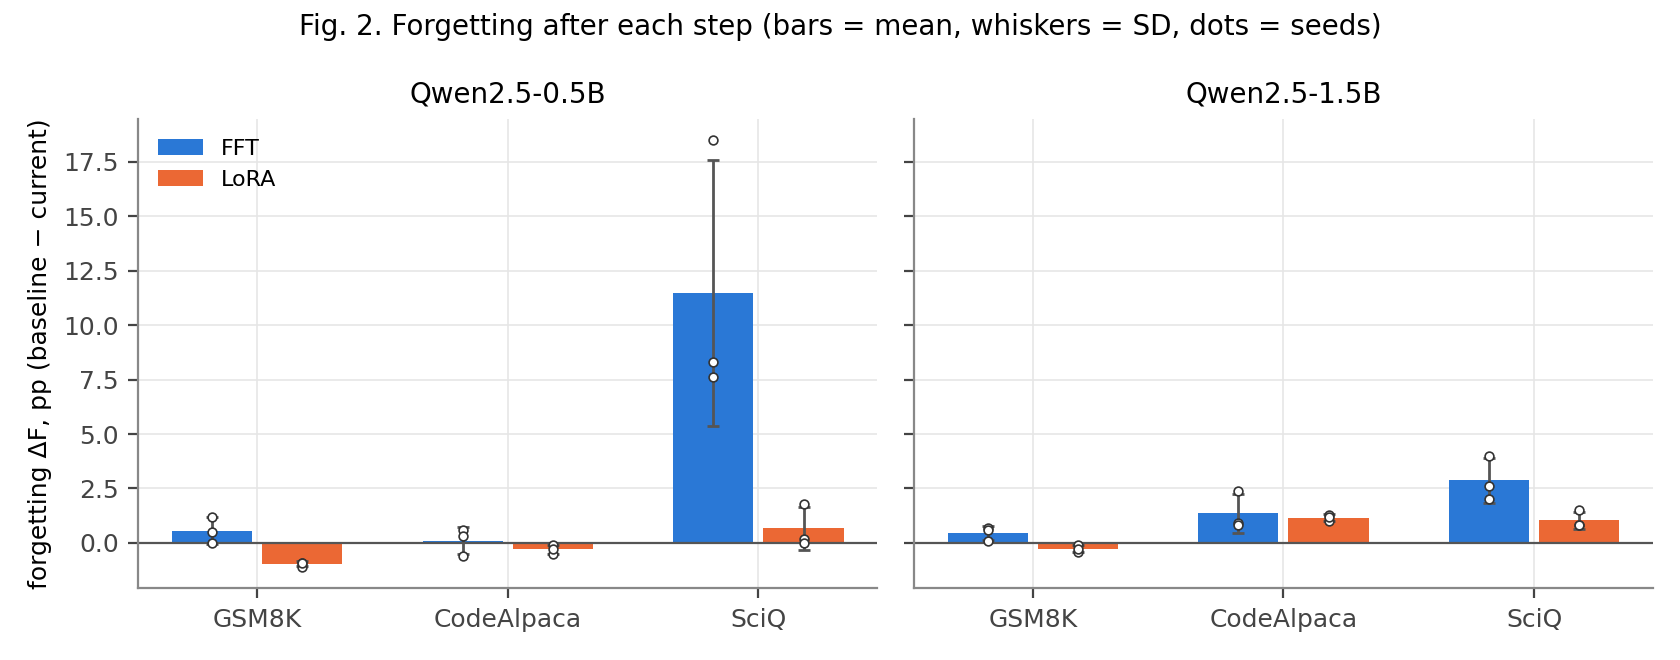 Fig. 2. Forgetting after each step (bars = mean, whiskers = SD, dots = seeds)
Qwen2.5-0.5B
Qwen2.5-1.5B
forgetting ΔF, pp (baseline − current)
17.5
15.0
12.5
10.0
7.5
5.0
2.5
0.0
FFT
LoRA
GSM8K
CodeAlpaca
SciQ
GSM8K
CodeAlpaca
SciQ